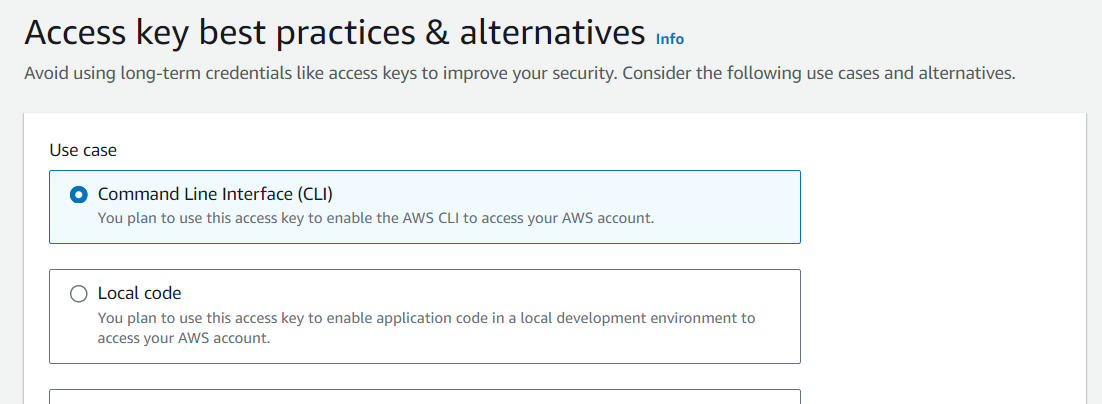 Access key best practices & alternatives Info
Avoid using long-term credentials like access keys to improve your security. Consider the following use cases and alternatives.
Use case
Command Line Interface (CLI)
You plan to use this access key to enable the AWS CLI to access your AWS account.
Local code
You plan to use this access key to enable application code in a local development environment to
access your AWS account.